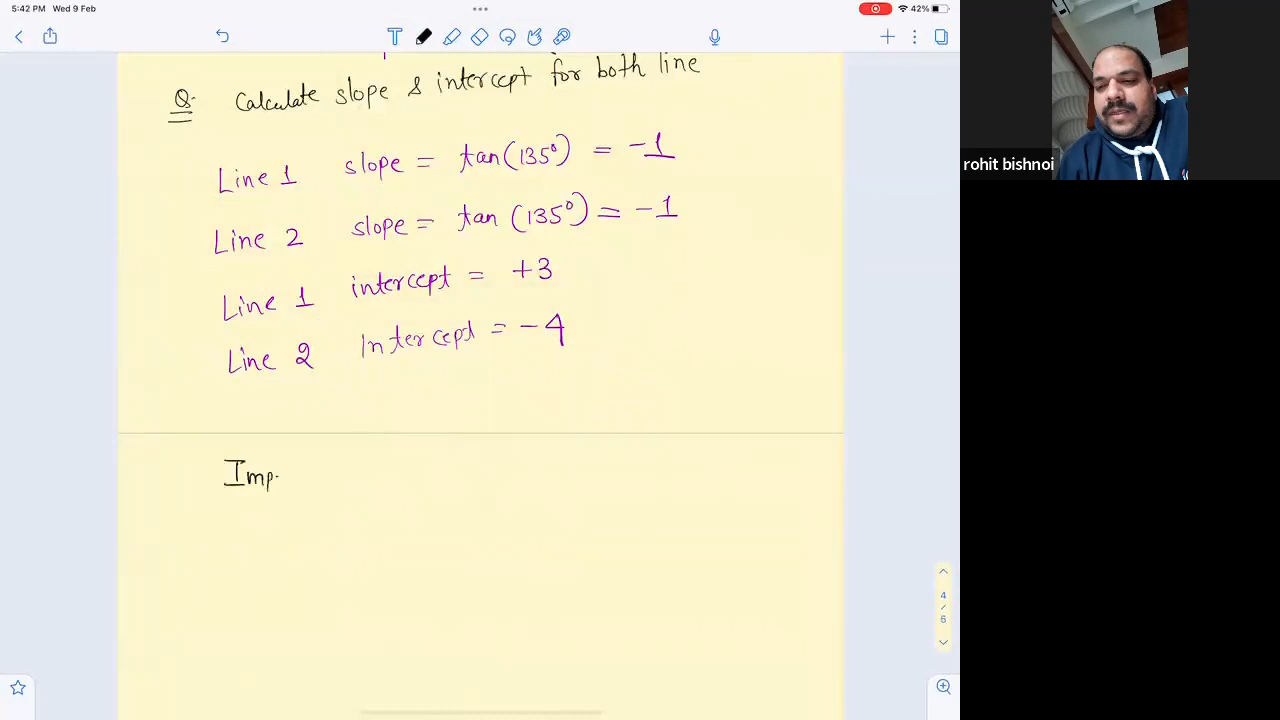 5:42 PM Wed 9 Feb
42%
Q. Calculate slope & intercept for both line
Line 1 slope = tan(135°) = -1
Line 2 slope = tan (135°) = -1
Line 1 intercept = +3
Line 2 Intercept = -4
Imp.
rohit bishnoi
4
/
6